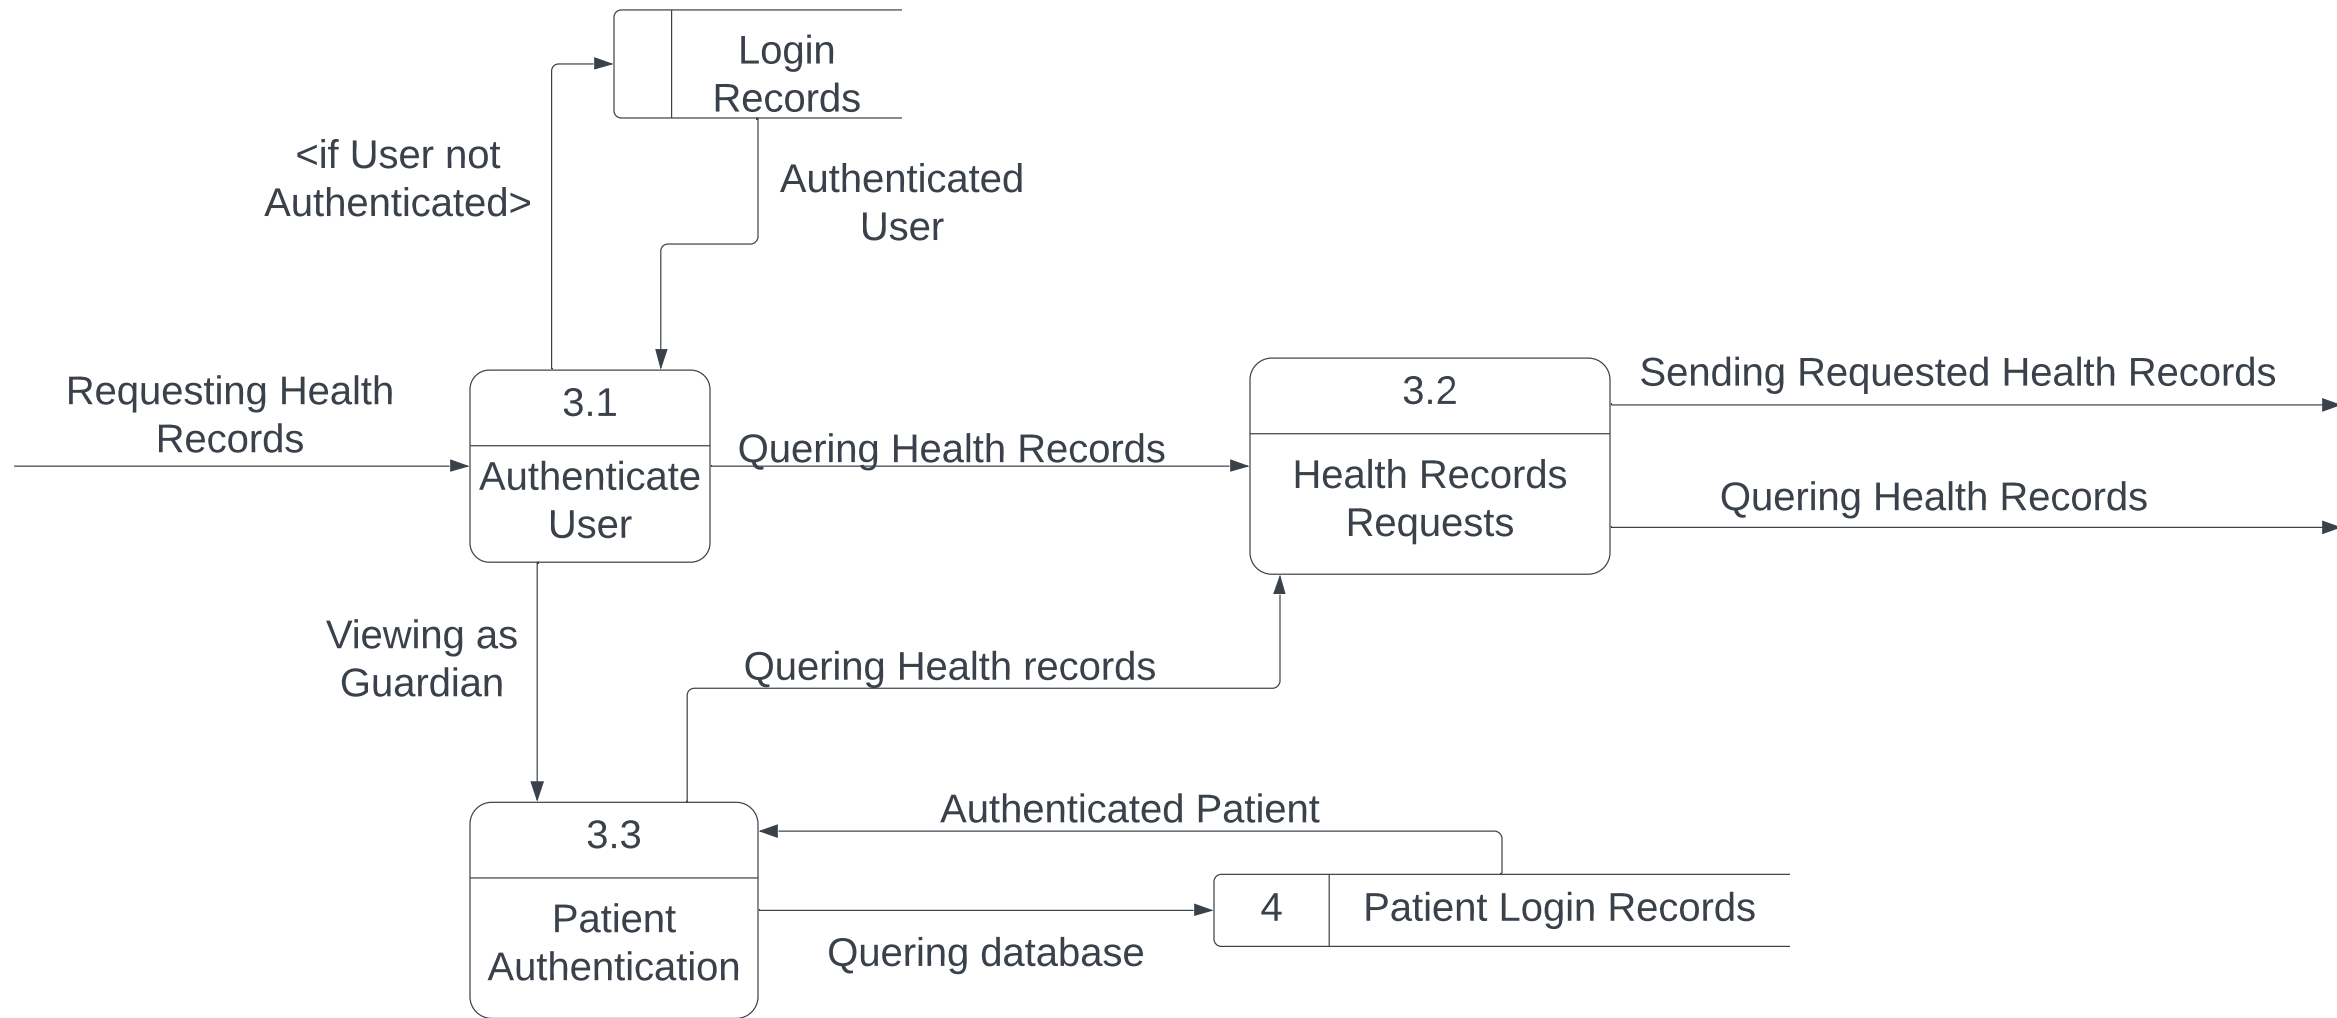 Login
Records
<if User not
Authenticated>
Authenticated
User
Requesting Health
Records
3.1
Authenticate
User
Quering Health Records
3.2
Health Records
Requests
Sending Requested Health Records
Quering Health Records
Viewing as
Guardian
Quering Health records
3.3
Patient
Authentication
Authenticated Patient
4
Patient Login Records
Quering database